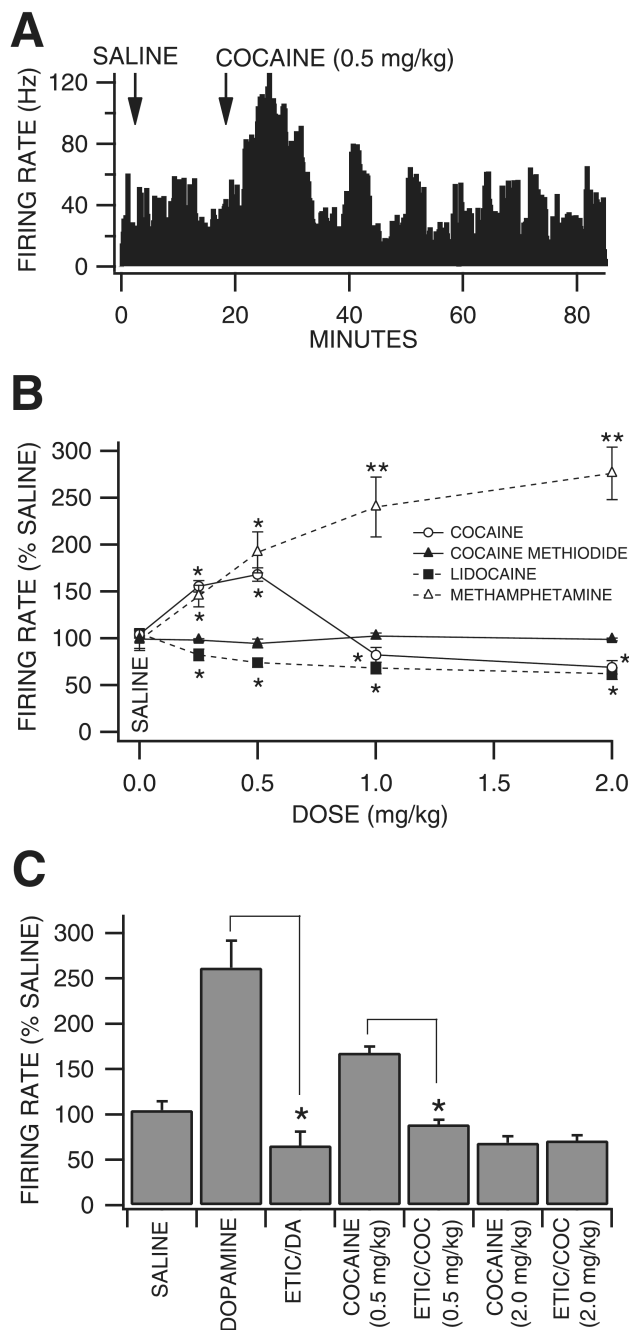 A
SALINE COCAINE (0.5 mg/kg)
FIRING RATE (Hz)
120
80
40
0
0 20 40 60 80
MINUTES
B
FIRING RATE (% SALINE)
300
250
200
150
100
50
0
**
**
*
*
*
*
*
*
*
*
*
*
COCAINE
COCAINE METHIODIDE
LIDOCAINE
METHAMPHETAMINE
SALINE
0.0 0.5 1.0 1.5 2.0
DOSE (mg/kg)
C
FIRING RATE (% SALINE)
300
250
200
150
100
50
0
*
*
SALINE
DOPAMINE
ETIC/DA
COCAINE
(0.5 mg/kg)
ETIC/COC
(0.5 mg/kg)
COCAINE
(2.0 mg/kg)
ETIC/COC
(2.0 mg/kg)